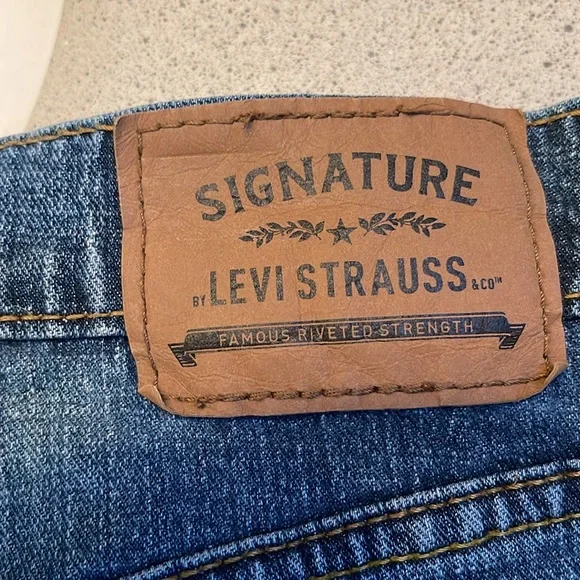 SIGNATURE
BY LEVI STRAUSS & CO™
FAMOUS RIVETED STRENGTH